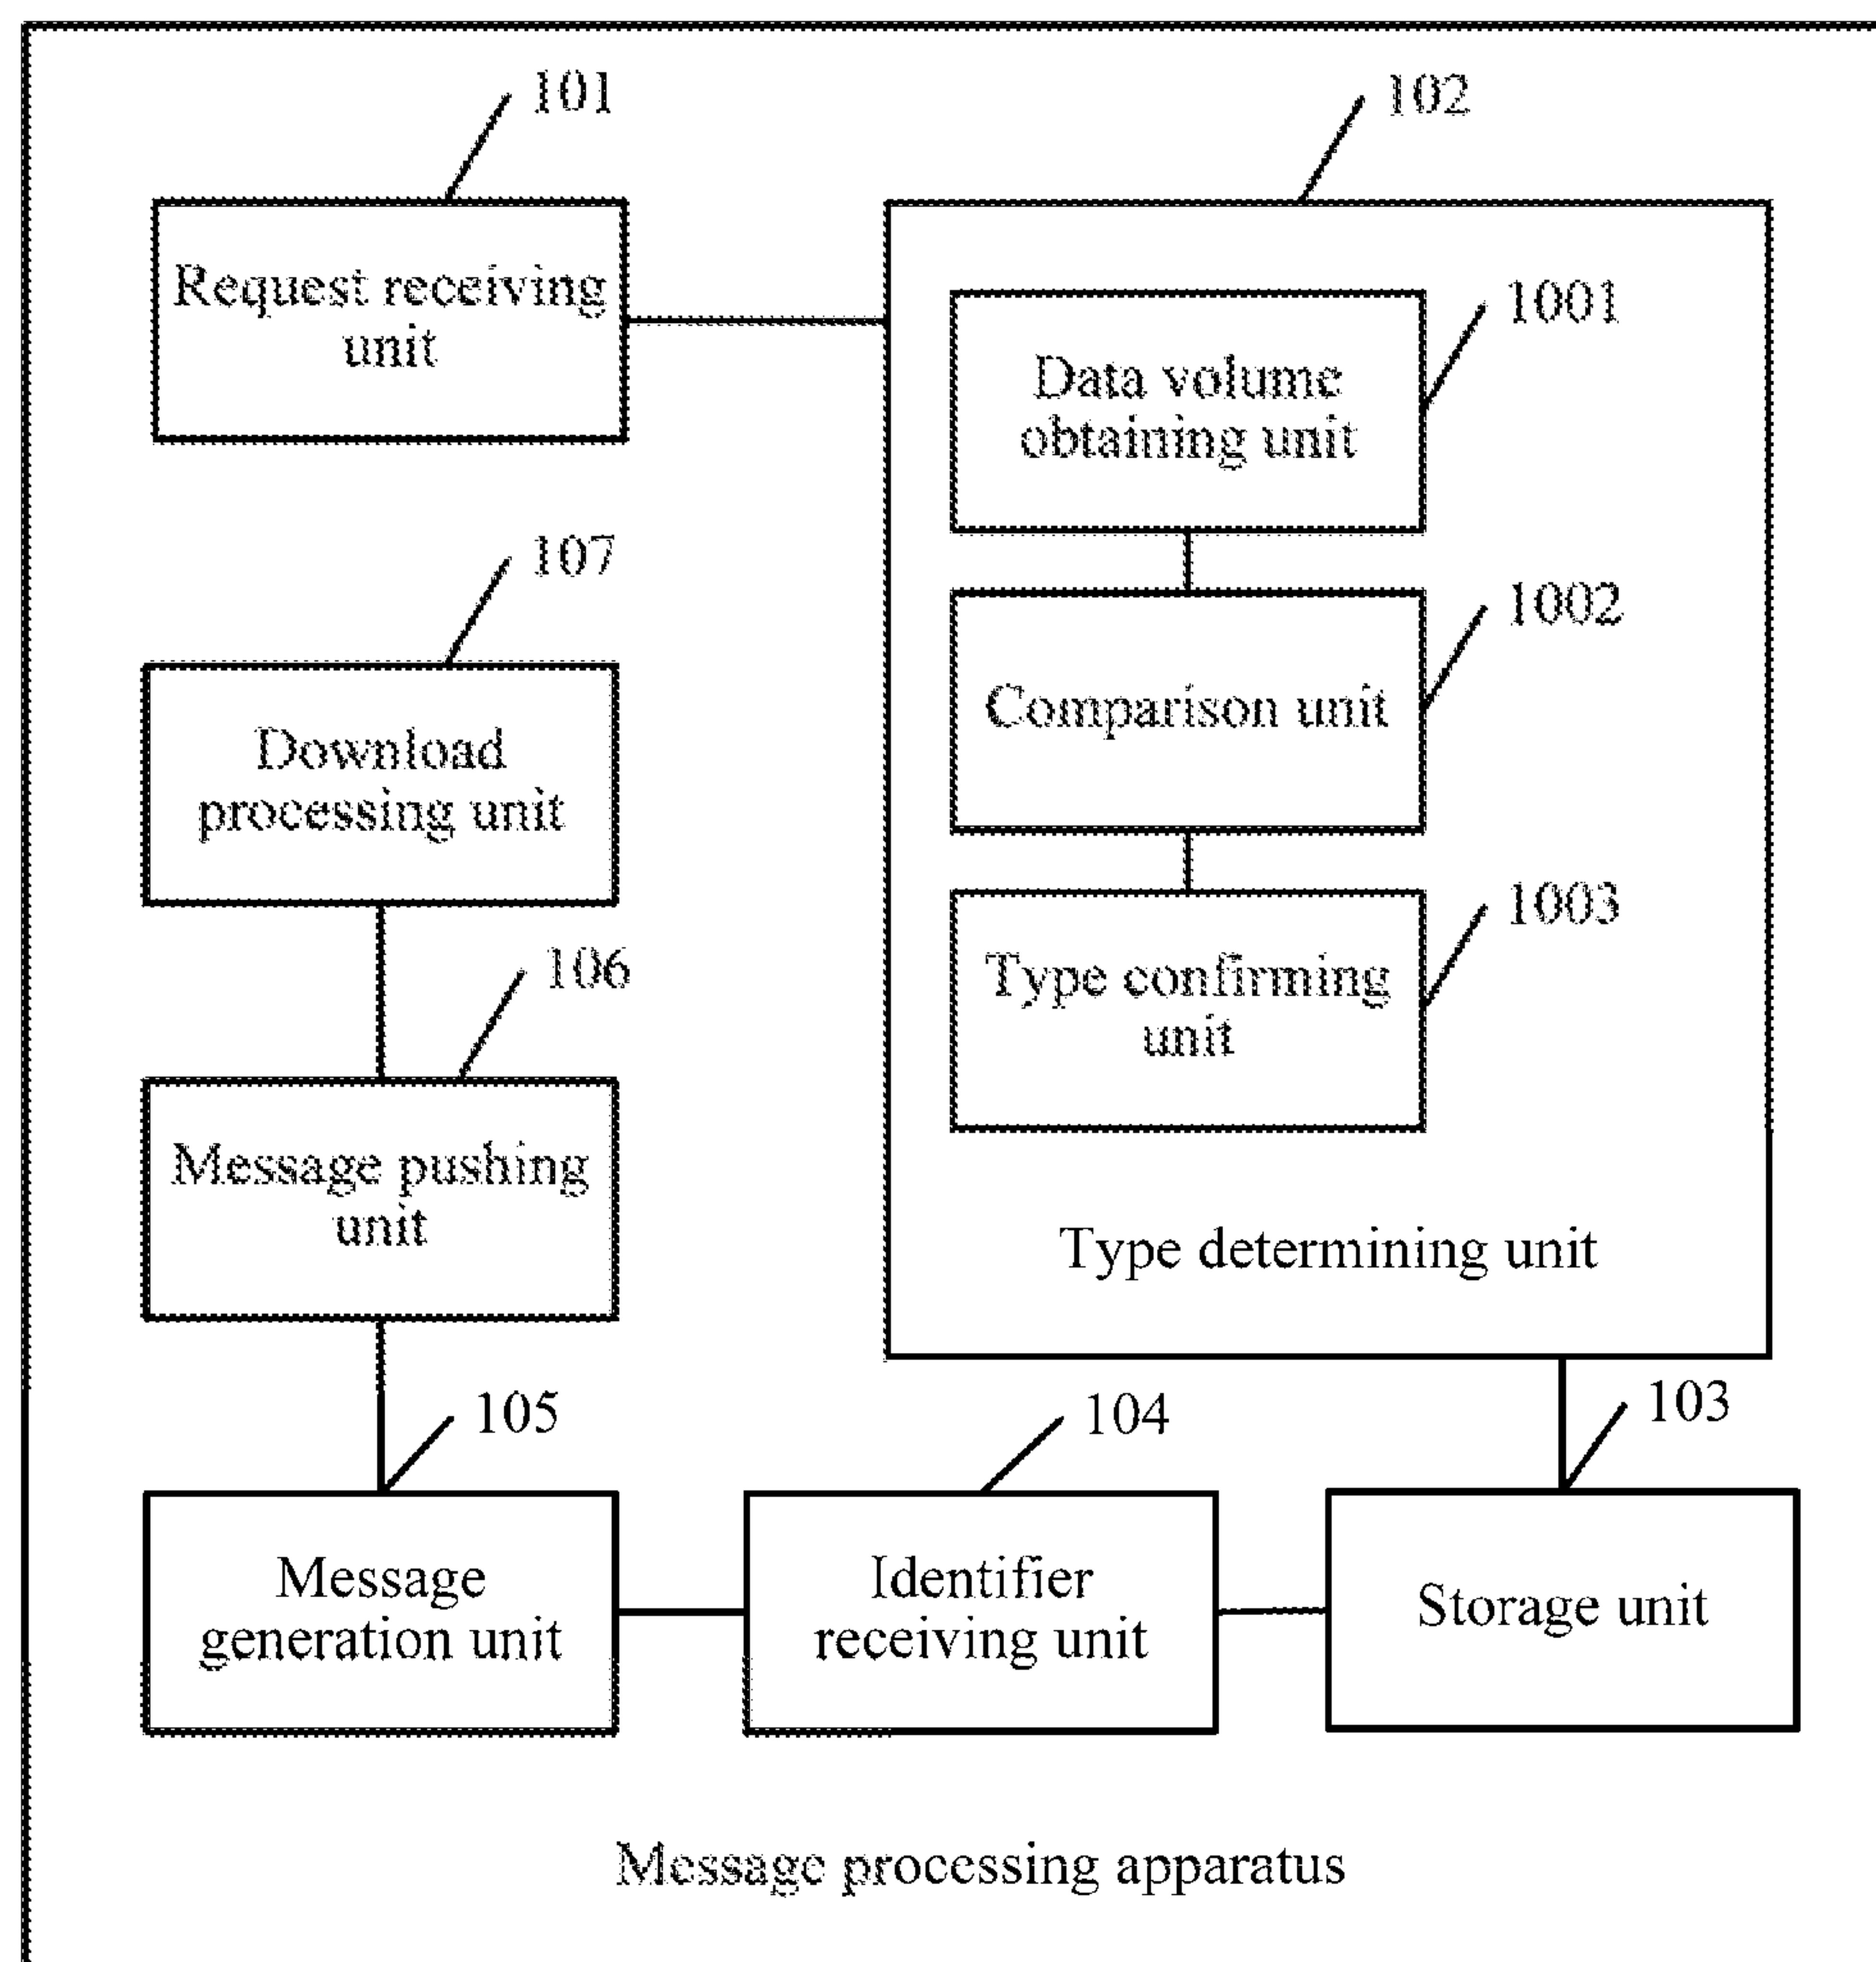 101
102
Request receiving
unit
1001
Data volume
obtaining unit
107
1002
Download
processing unit
Comparison unit
1003
106
Type confirming
unit
Message pushing
unit
Type determining unit
105
104
103
Message
generation unit
Identifier
receiving unit
Storage unit
Message processing apparatus